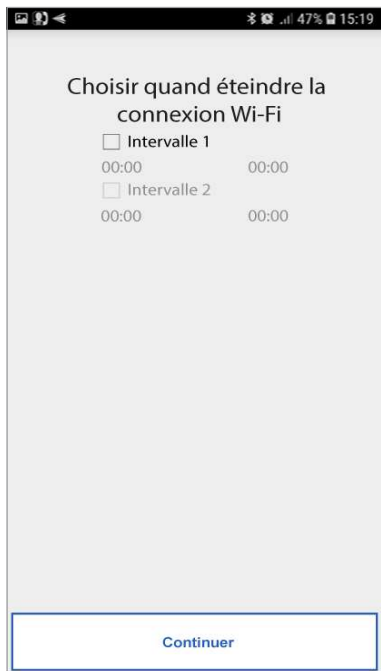 47% 15:19
Choisir quand éteindre la
connexion Wi-Fi
Intervalle 1
00:00 00:00
Intervalle 2
00:00 00:00
Continuer